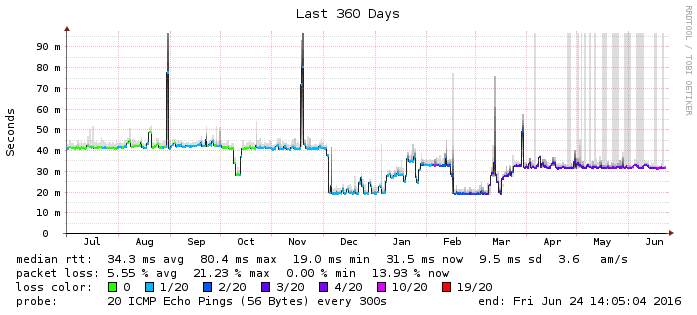 Last 360 Days
RRDTOOL / TOBI OETIKER
Seconds
90 m
80 m
70 m
60 m
50 m
40 m
30 m
20 m
10 m
0
Jul Aug Sep Oct Nov Dec Jan Feb Mar Apr May Jun
median rtt: 34.3 ms avg 80.4 ms max 19.0 ms min 31.5 ms now 9.5 ms sd 3.6 am/s
packet loss: 5.55 % avg 21.23 % max 0.00 % min 13.93 % now
loss color: 0 1/20 2/20 3/20 4/20 10/20 19/20
probe: 20 ICMP Echo Pings (56 Bytes) every 300s end: Fri Jun 24 14:05:04 2016